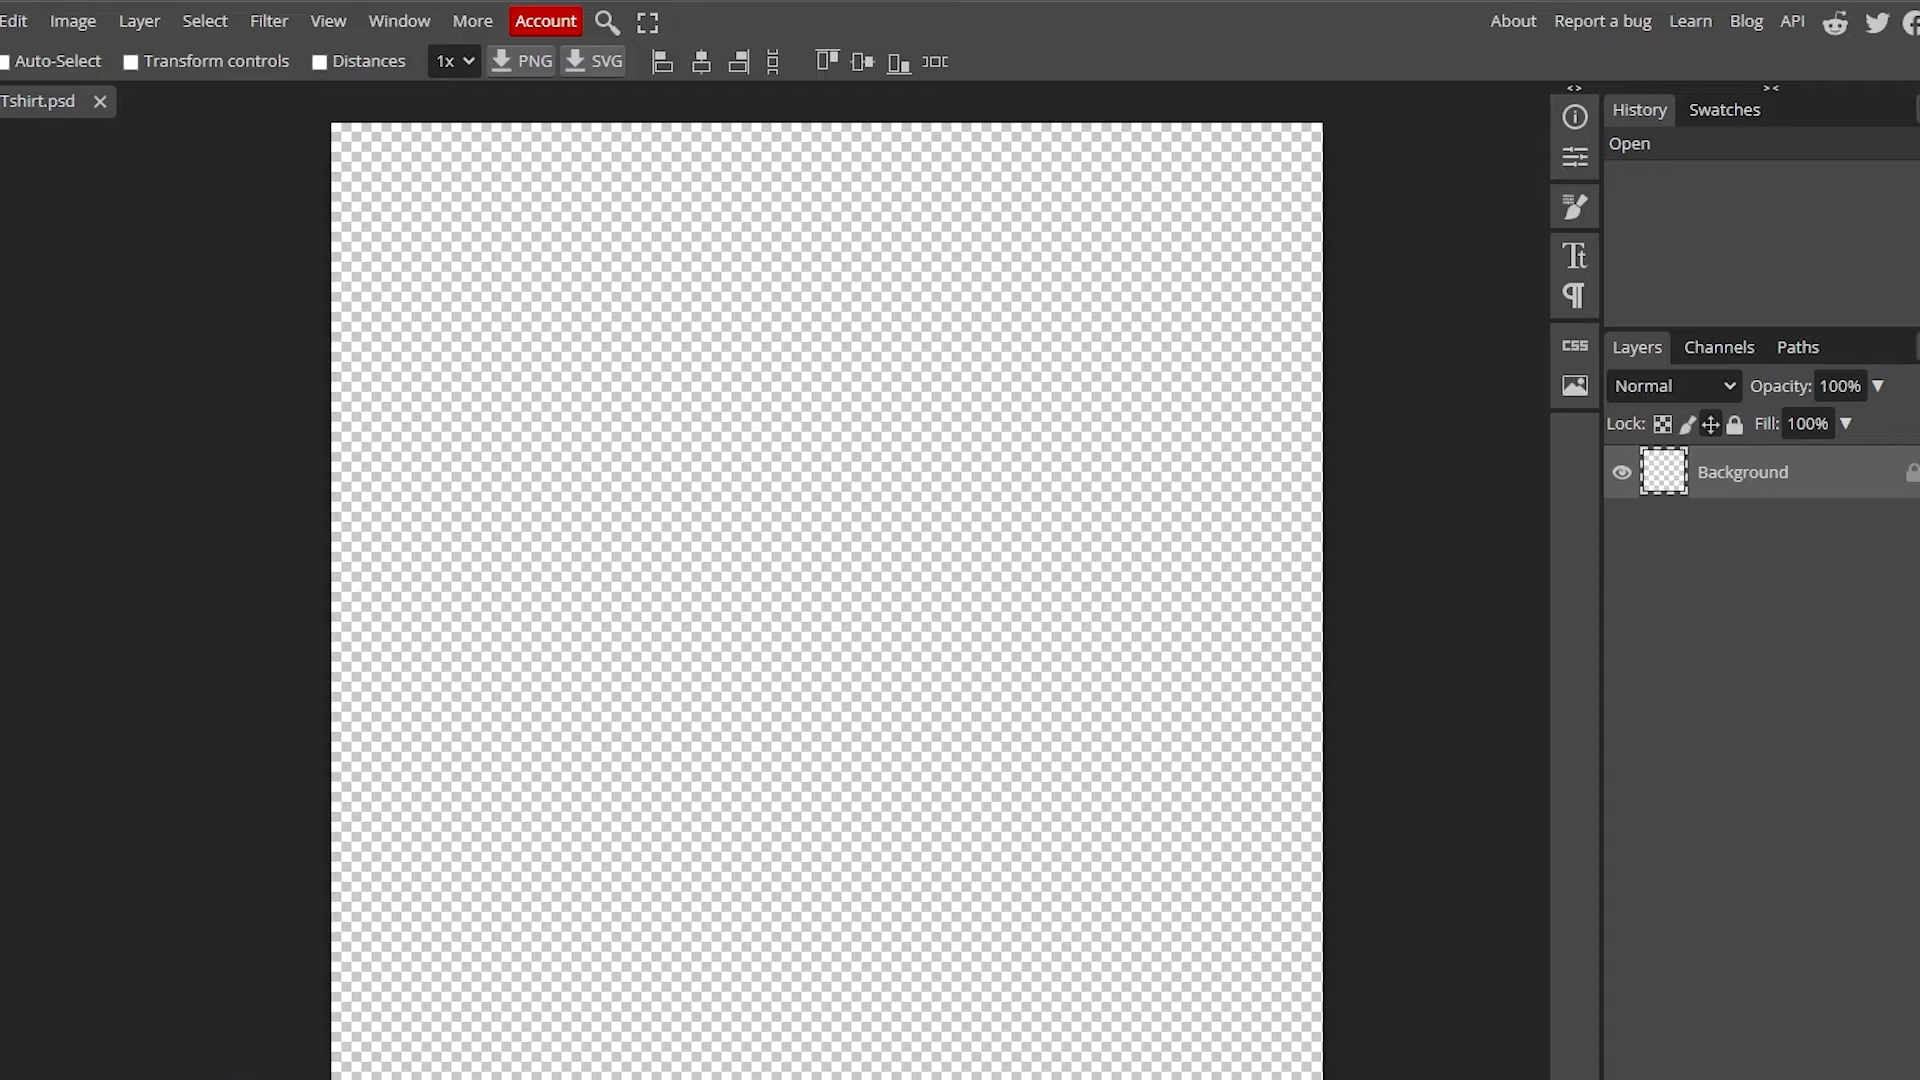 Edit Image Layer Select Filter View Window More Account About Report a bug Learn Blog API
Auto-Select Transform controls Distances 1x PNG SVG
Tshirt.psd
History Swatches
Open
CSS
Layers Channels Paths
Normal Opacity: 100%
Lock: Fill: 100%
Background